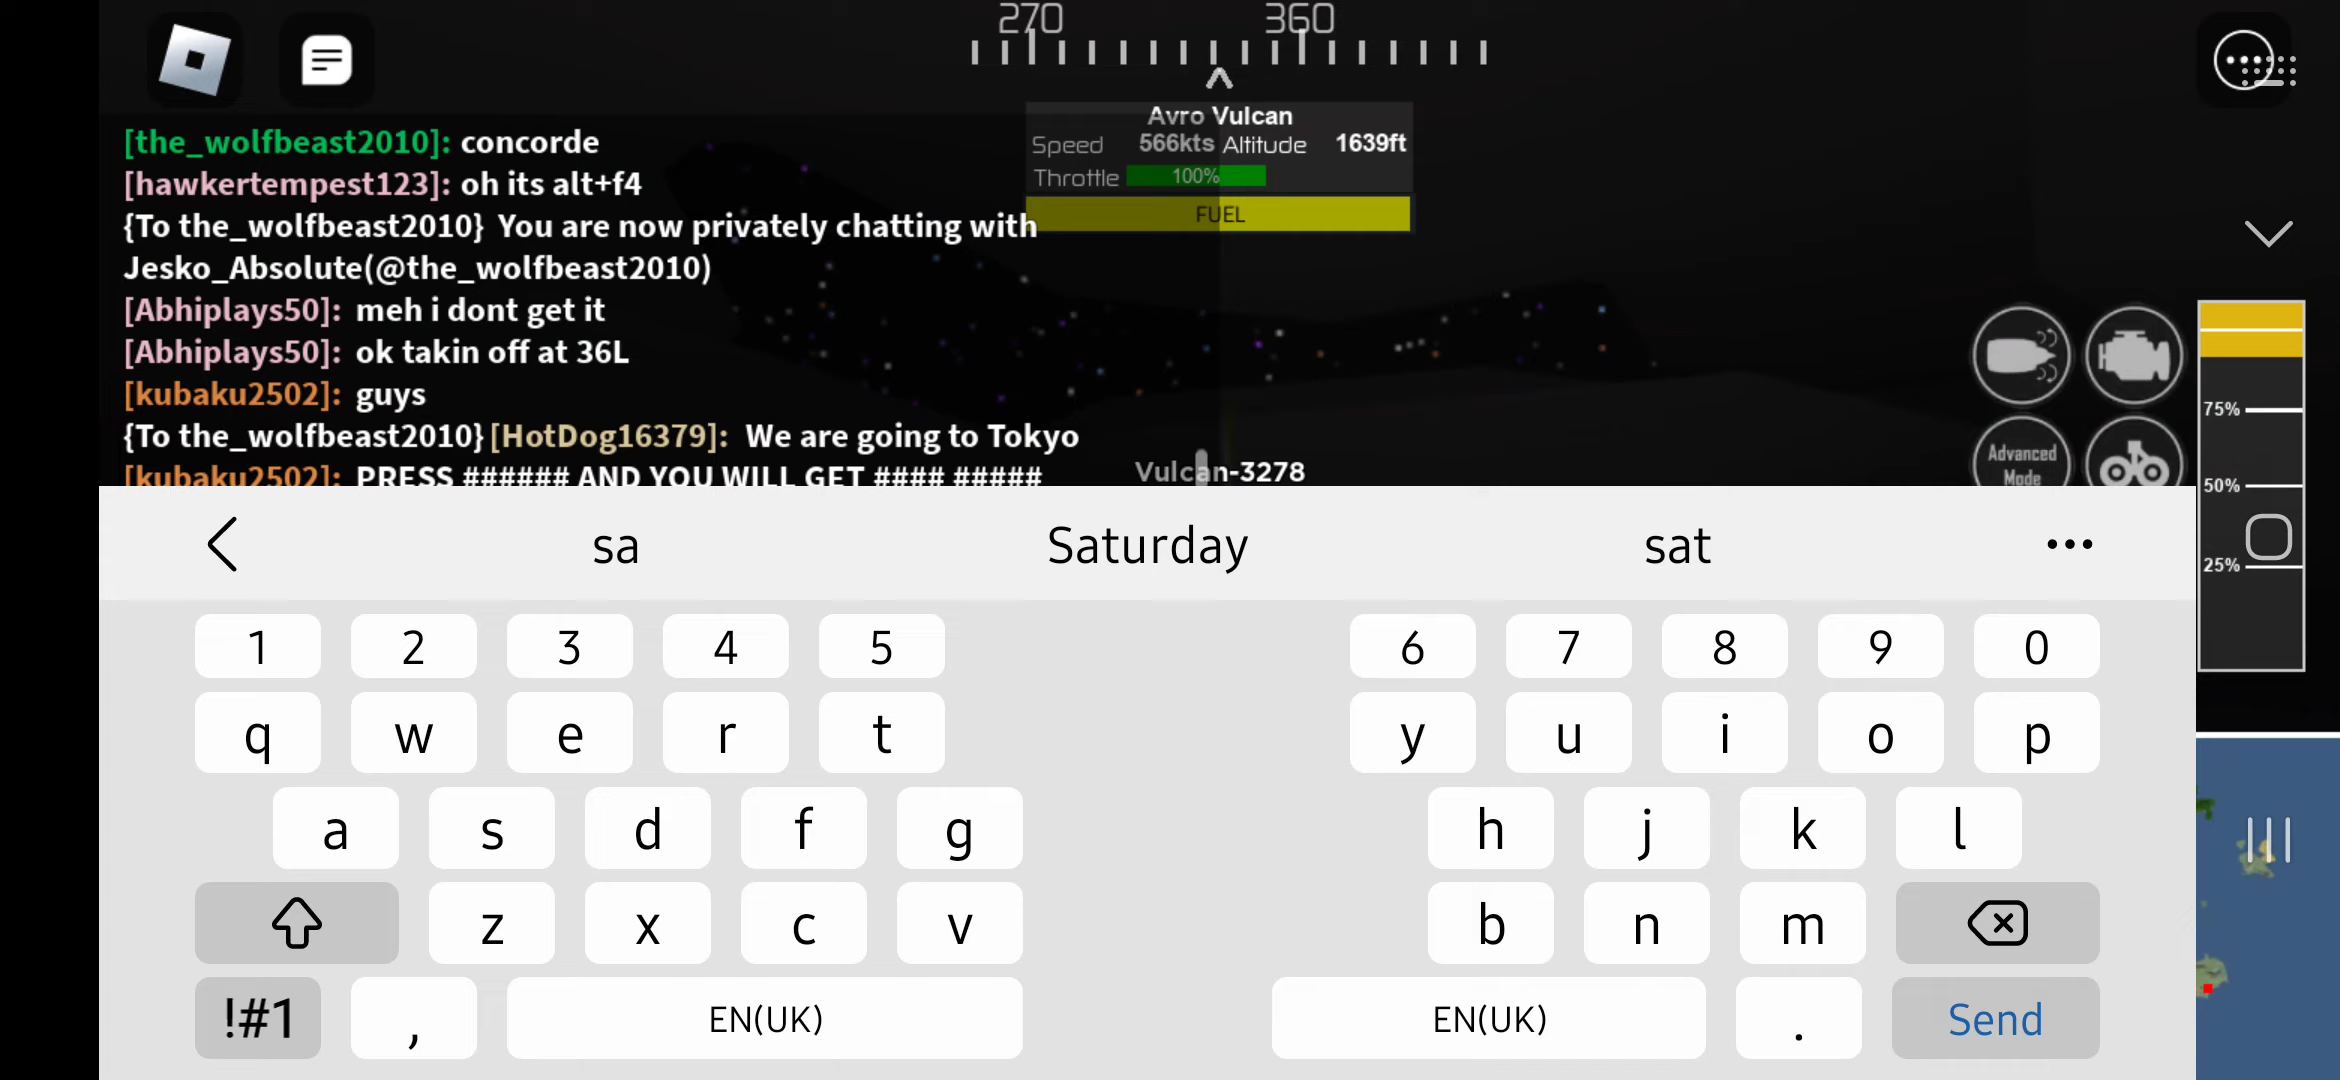 270 360
Avro Vulcan
Speed 566kts Altitude 1639ft
Throttle 100%
FUEL
[the_wolfbeast2010]: concorde
[hawkertempest123]: oh its alt+f4
{To the_wolfbeast2010} You are now privately chatting with
Jesko_Absolute(@the_wolfbeast2010)
[Abhiplays50]: meh i dont get it
[Abhiplays50]: ok takin off at 36L
[kubaku2502]: guys
{To the_wolfbeast2010}[HotDog16379]: We are going to Tokyo
[kubaku2502]: PRESS ###### AND YOU WILL GET #### #####
Vulcan-3278
Advanced
Mode
75%
50%
25%
sa Saturday sat
1 2 3 4 5 6 7 8 9 0
q w e r t y u i o p
a s d f g h j k l
z x c v b n m
!#1 , EN(UK) EN(UK) . Send